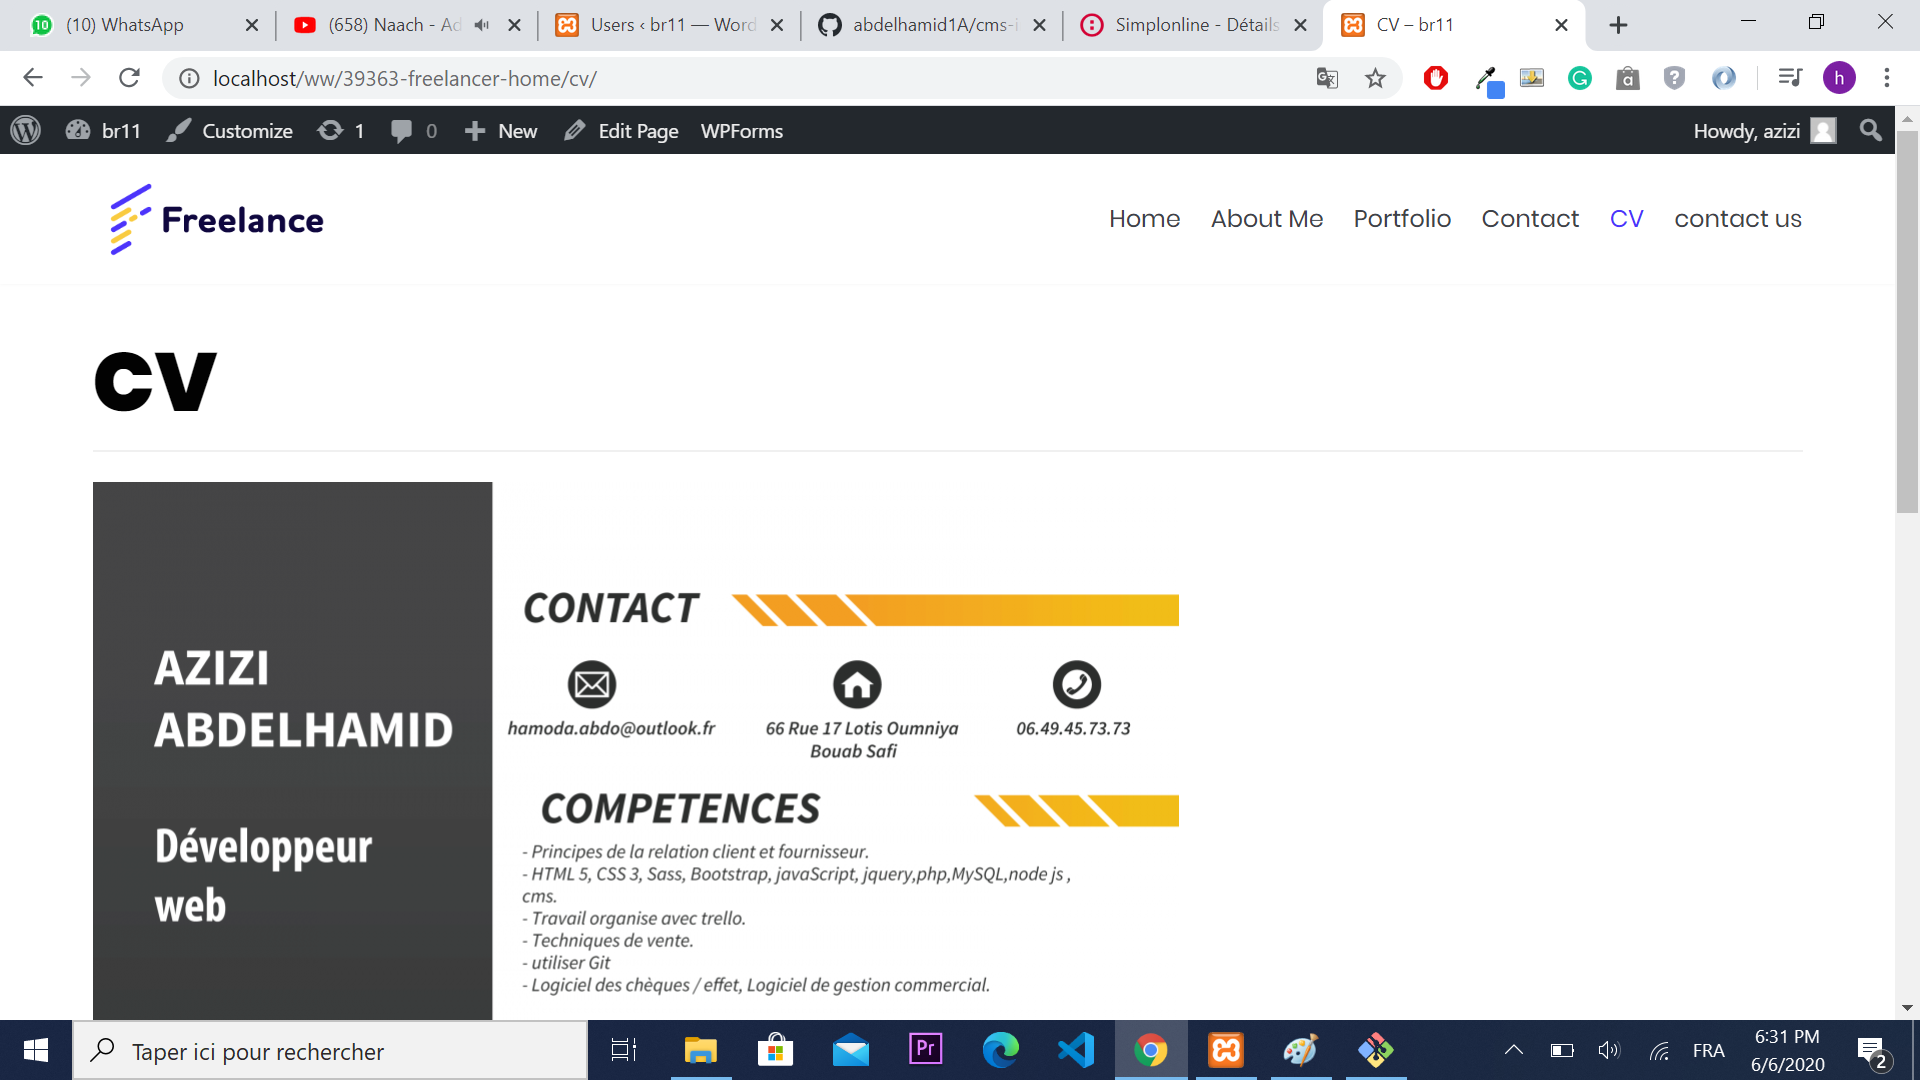 (10) WhatsApp
(658) Naach - Ad
Users ‹ br11 — Word
abdelhamid1A/cms-i
Simplonline - Détails
CV – br11
localhost/ww/39363-freelancer-home/cv/
h
br11
Customize
1
0
New
Edit Page
WPForms
Howdy, azizi
Freelance
Home
About Me
Portfolio
Contact
CV
contact us
CV
AZIZI
ABDELHAMID
Développeur
web
CONTACT
hamoda.abdo@outlook.fr
66 Rue 17 Lotis Oumniya
Bouab Safi
06.49.45.73.73
COMPETENCES
- Principes de la relation client et fournisseur.
- HTML 5, CSS 3, Sass, Bootstrap, javaScript, jquery,php,MySQL,node js ,
cms.
- Travail organise avec trello.
- Techniques de vente.
- utiliser Git
- Logiciel des chèques / effet, Logiciel de gestion commercial.
Taper ici pour rechercher
Pr
FRA
6:31 PM
6/6/2020
2